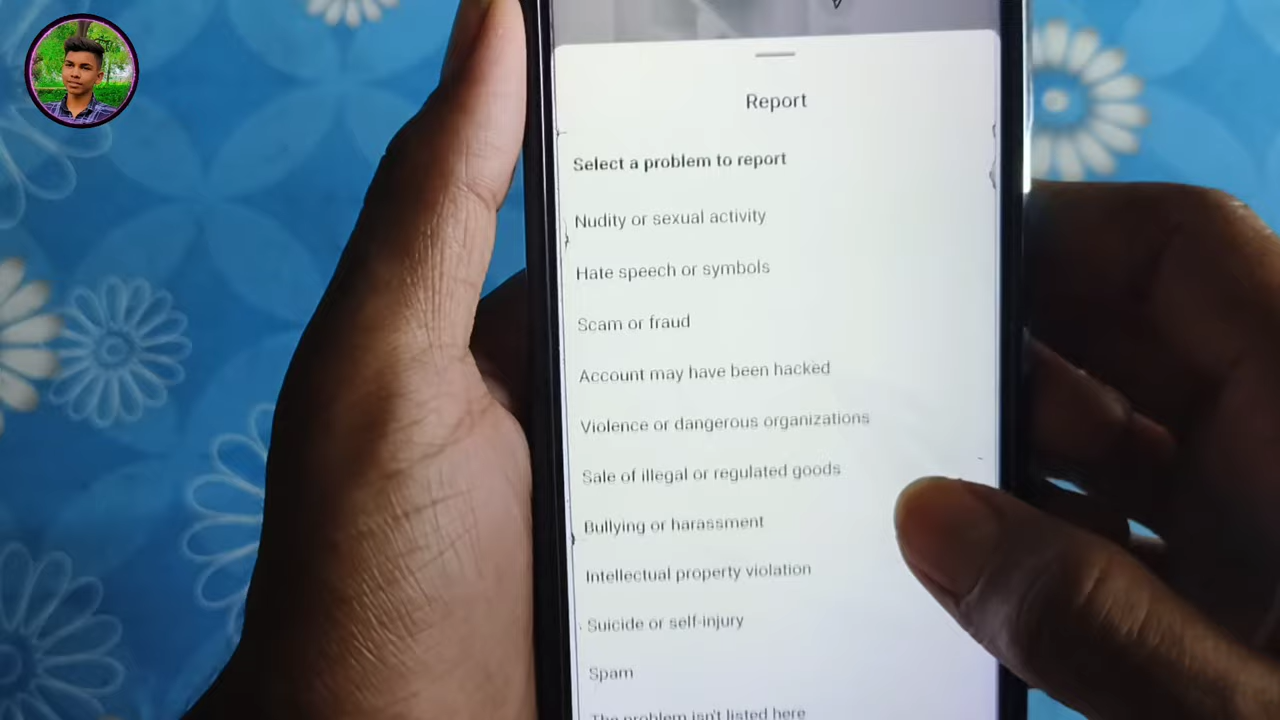 Report
Select a problem to report
Nudity or sexual activity
Hate speech or symbols
Scam or fraud
Account may have been hacked
Violence or dangerous organizations
Sale of illegal or regulated goods
Bullying or harassment
Intellectual property violation
Suicide or self-injury
Spam
The problem isn't listed here